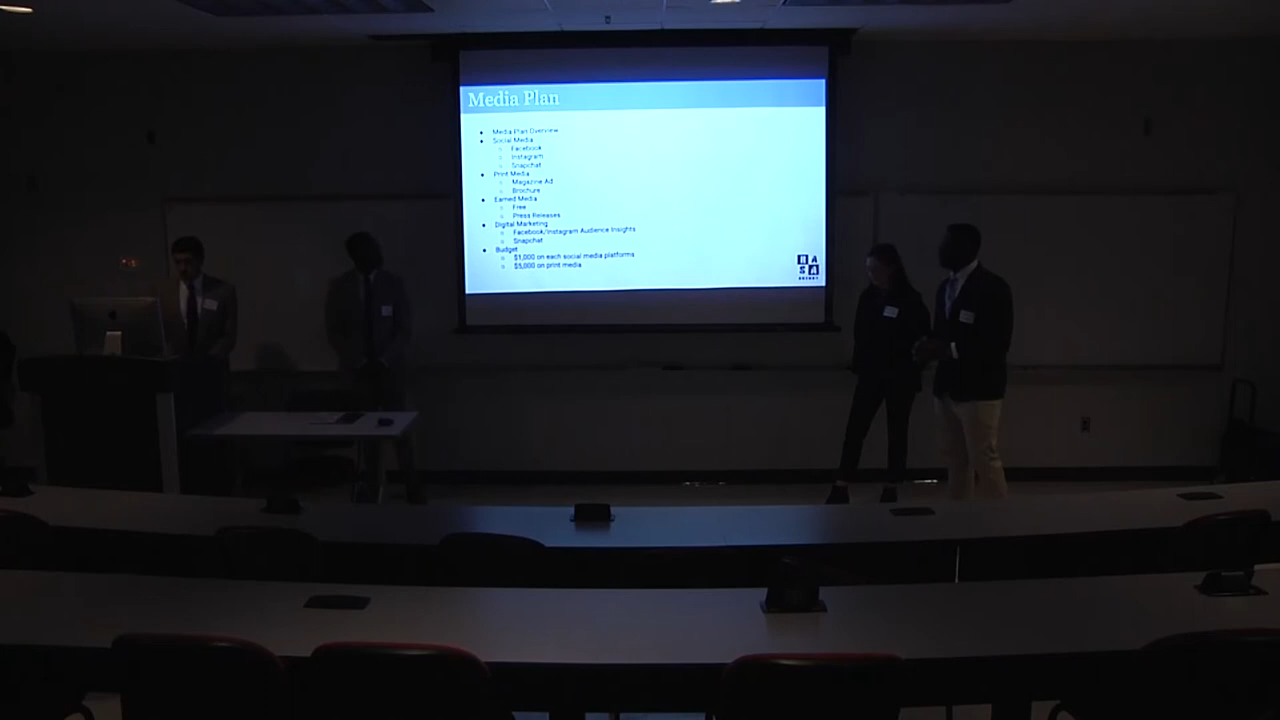 Media Plan
Media Plan Overview
Social Media
Facebook
Instagram
Snapchat
Print Media
Magazine Ad
Brochure
Earned Media
Free
Press Releases
Digital Marketing
Facebook/Instagram Audience Insights
Snapchat
Budget
$1,000 on each social media platforms
$5,000 on print media